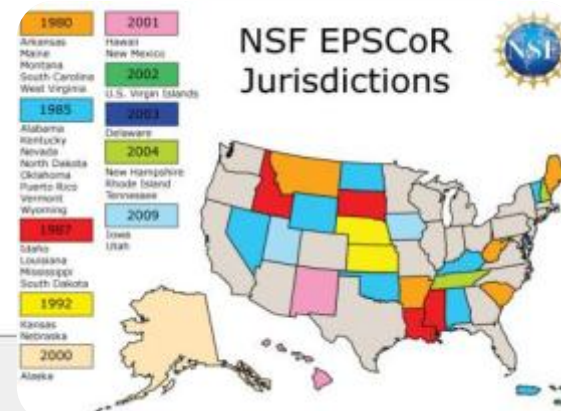 1980
Arkansas
Maine
Montana
South Carolina
West Virginia
1985
Alabama
Kentucky
Nevada
North Dakota
Oklahoma
Puerto Rico
Vermont
Wyoming
1987
Idaho
Louisiana
Mississippi
South Dakota
1992
Kansas
Nebraska
2000
Alaska
2001
Hawaii
New Mexico
2002
U.S. Virgin Islands
2003
Delaware
2004
New Hampshire
Rhode Island
Tennessee
2009
Iowa
Utah
NSF EPSCoR
Jurisdictions
NSF